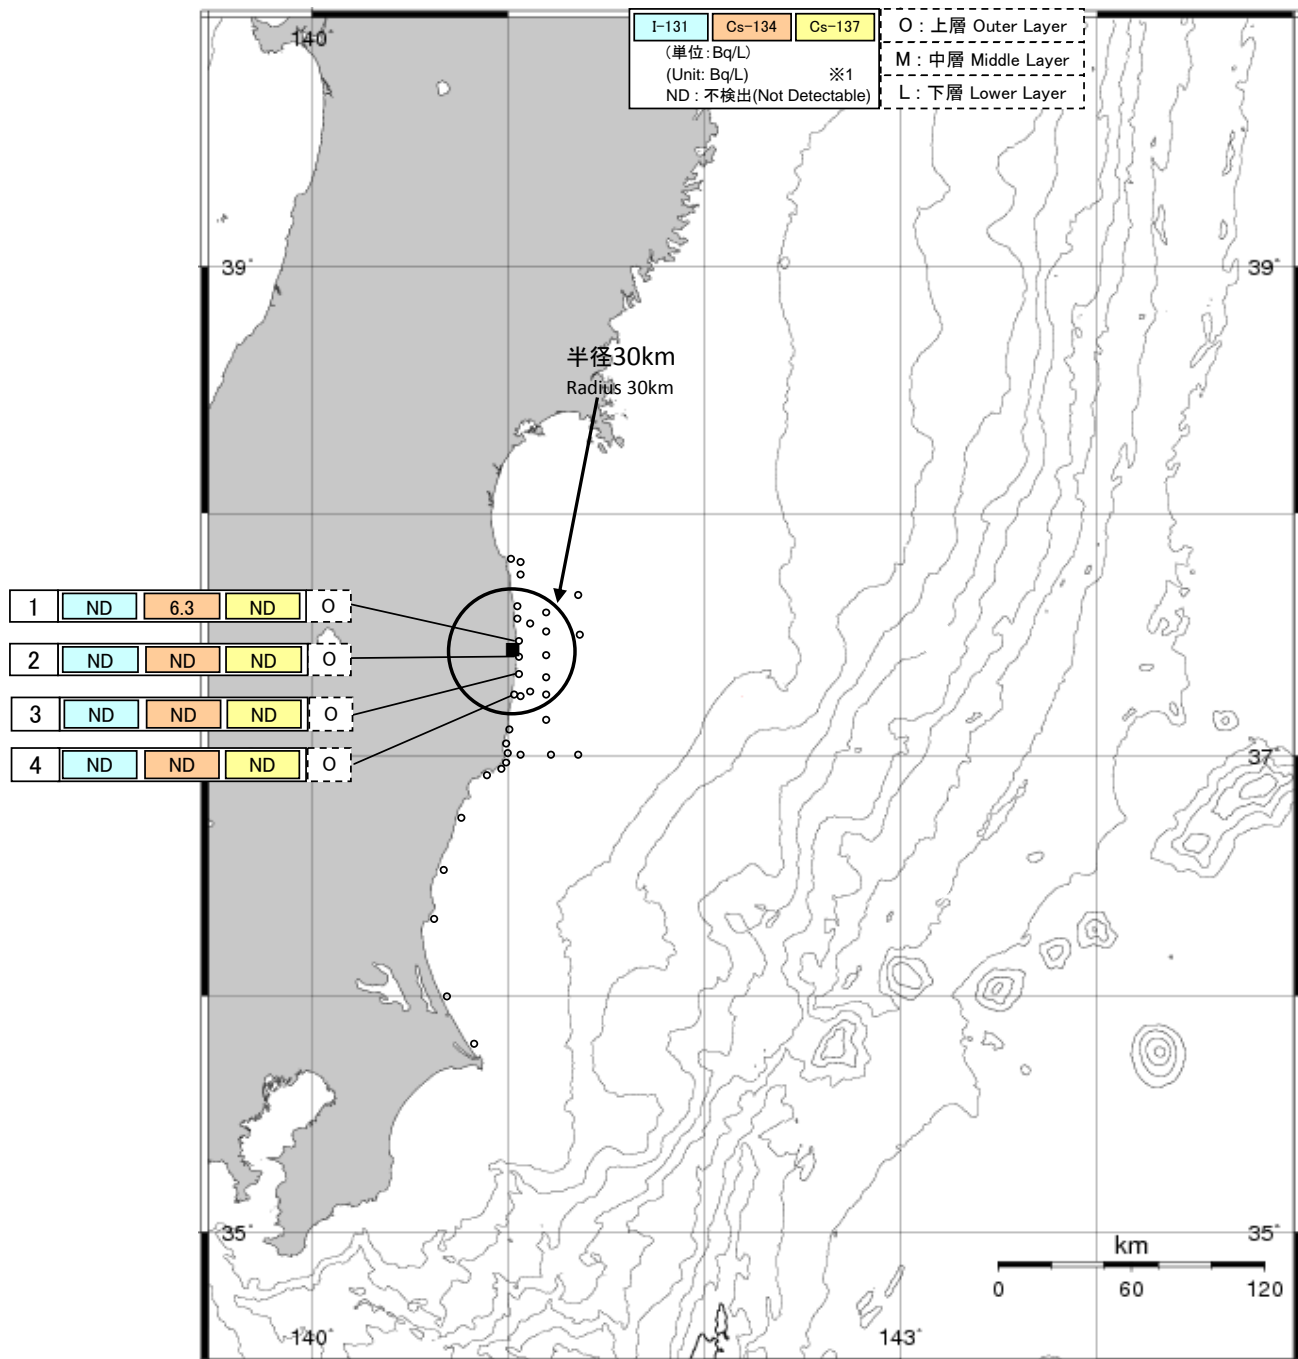 140°
I-131 Cs-134 Cs-137
(単位:Bq/L)
(Unit: Bq/L) ※1
ND : 不検出(Not Detectable)
O : 上層 Outer Layer
M : 中層 Middle Layer
L : 下層 Lower Layer
39° 39°
半径30km
Radius 30km
1 ND 6.3 ND O
2 ND ND ND O
3 ND ND ND O
4 ND ND ND O
37°
35° 35°
km
0 60 120
140° 143°